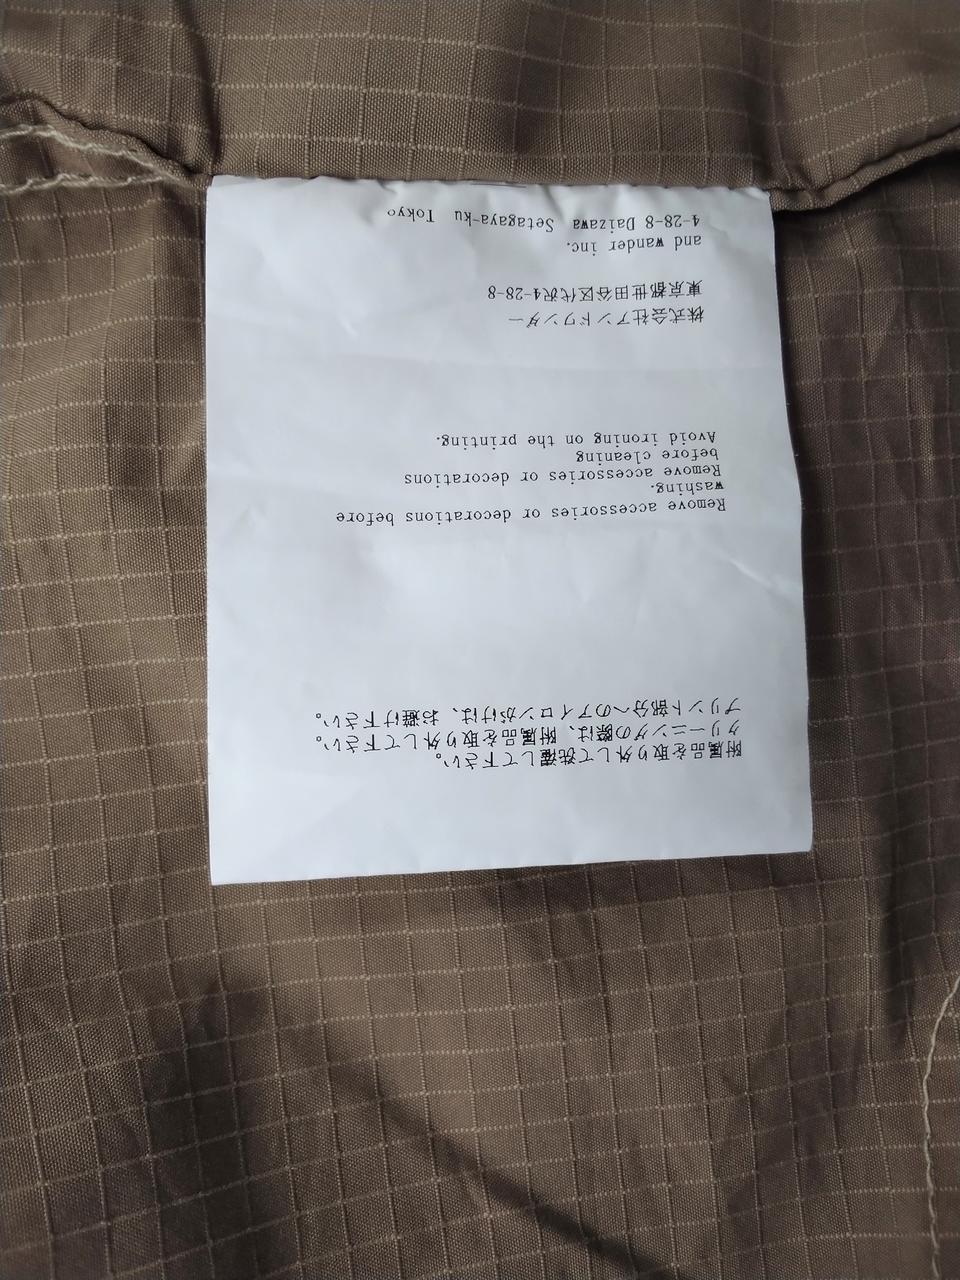 附属品を取り外して洗濯して下さい。
クリーニングの際は、附属品を取り外して下さい。
プリント部分へのアイロンがけは、お避け下さい。
Remove accessories or decorations before
washing.
Remove accessories or decorations
before cleaning
Avoid ironing on the printing.
株式会社アンドワンダー
東京都世田谷区代沢4-28-8
and wander inc.
4-28-8 Daizawa Setagaya-ku Tokyo